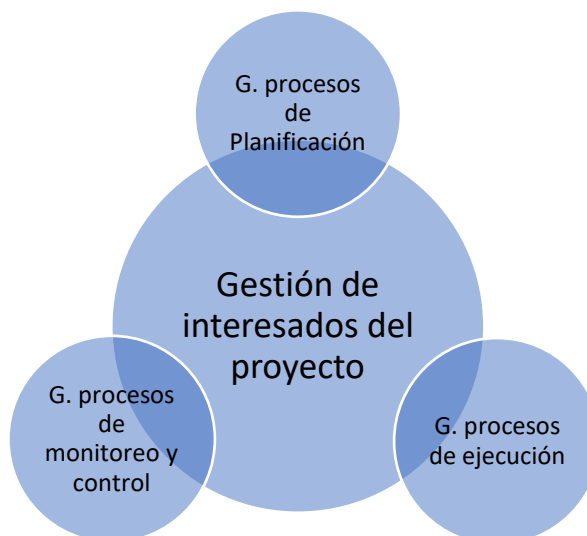 G. procesos
de
Planificación
Gestión de
interesados del
proyecto
G. procesos
de
monitoreo y
control
G. procesos
de ejecución